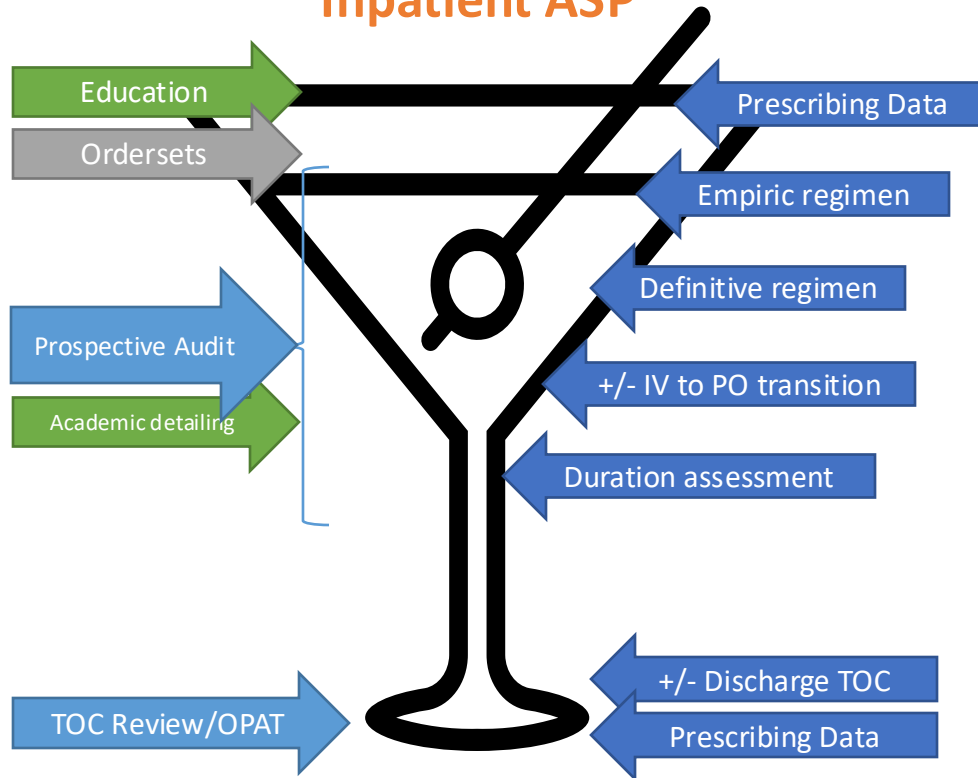 Inpatient ASP
Education
Ordersets
Prospective Audit
Academic detailing
TOC Review/OPAT
Prescribing Data
Empiric regimen
Definitive regimen
+/- IV to PO transition
Duration assessment
+/- Discharge TOC
Prescribing Data